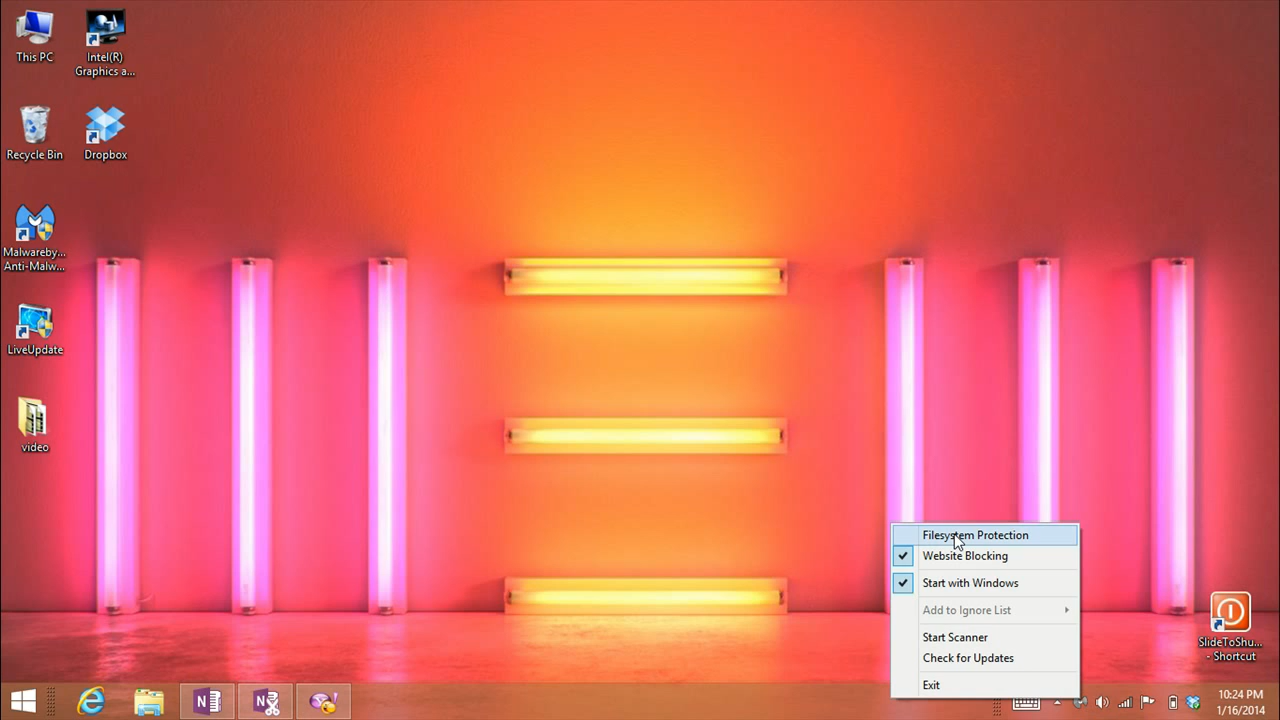 This PC
Intel(R)
Graphics a...
Recycle Bin
Dropbox
Malwareby...
Anti-Malw...
LiveUpdate
video
Filesystem Protection
Website Blocking
Start with Windows
Add to Ignore List
Start Scanner
Check for Updates
Exit
SlideToShu...
- Shortcut
N
N
10:24 PM
1/16/2014